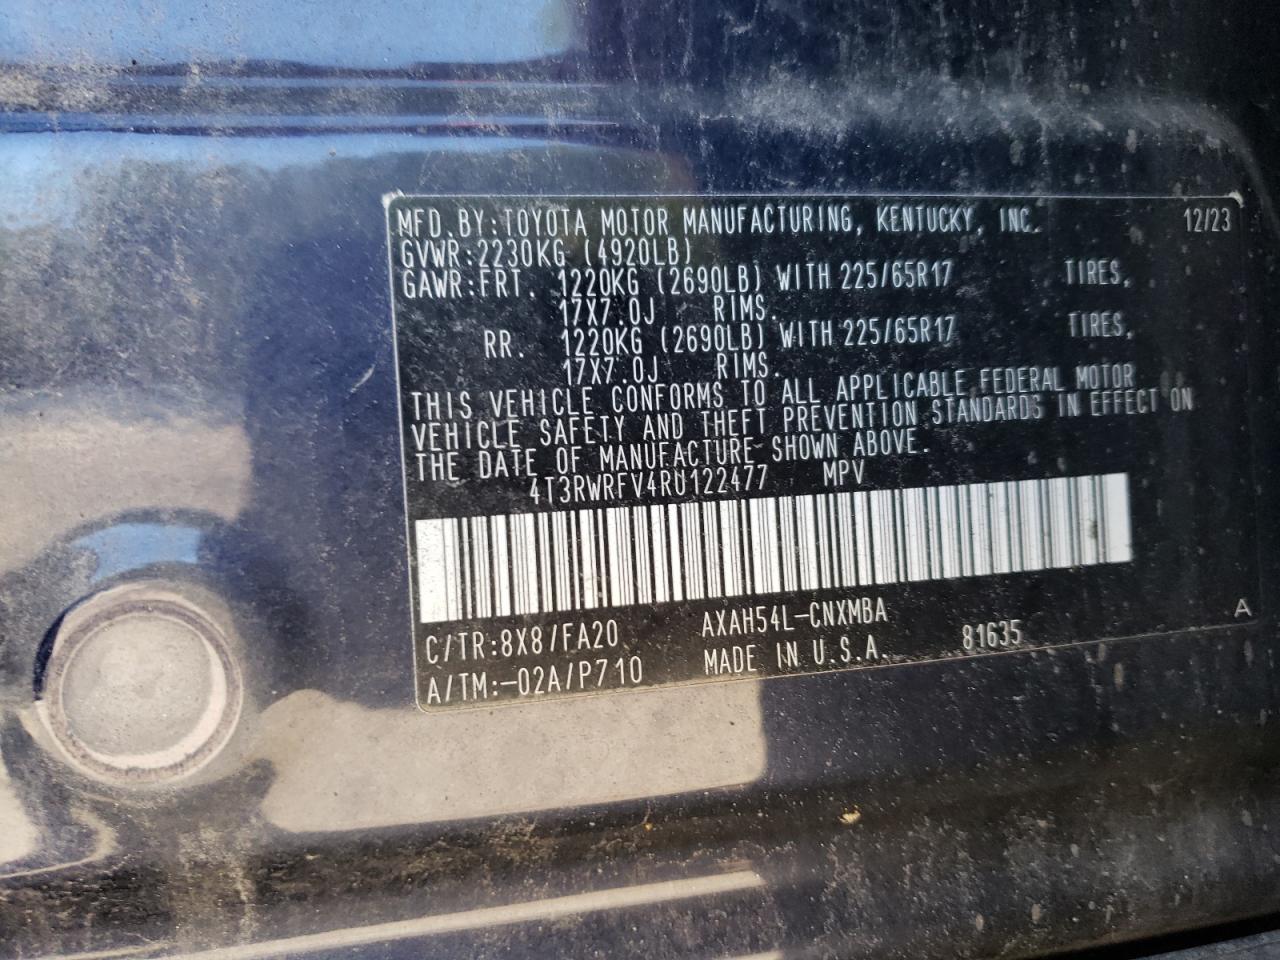 MFD.BY:TOYOTA MOTOR MANUFACTURING, KENTUCKY, INC. 12/23
GVWR:2230KG (4920LB)
GAWR:FRT. 1220KG (2690LB) WITH 225/65R17 TIRES,
17X7.0J RIMS.
RR. 1220KG (2690LB) WITH 225/65R17 TIRES,
17X7.0J RIMS.
THIS VEHICLE CONFORMS TO ALL APPLICABLE FEDERAL MOTOR
VEHICLE SAFETY AND THEFT PREVENTION STANDARDS IN EFFECT ON
THE DATE OF MANUFACTURE SHOWN ABOVE.
4T3RWRFV4RU122477 MPV
C/TR:8X8/FA20 AXAH54L-CNXMBA
A/TM:-02A/P710 MADE IN U.S.A. 81635 A